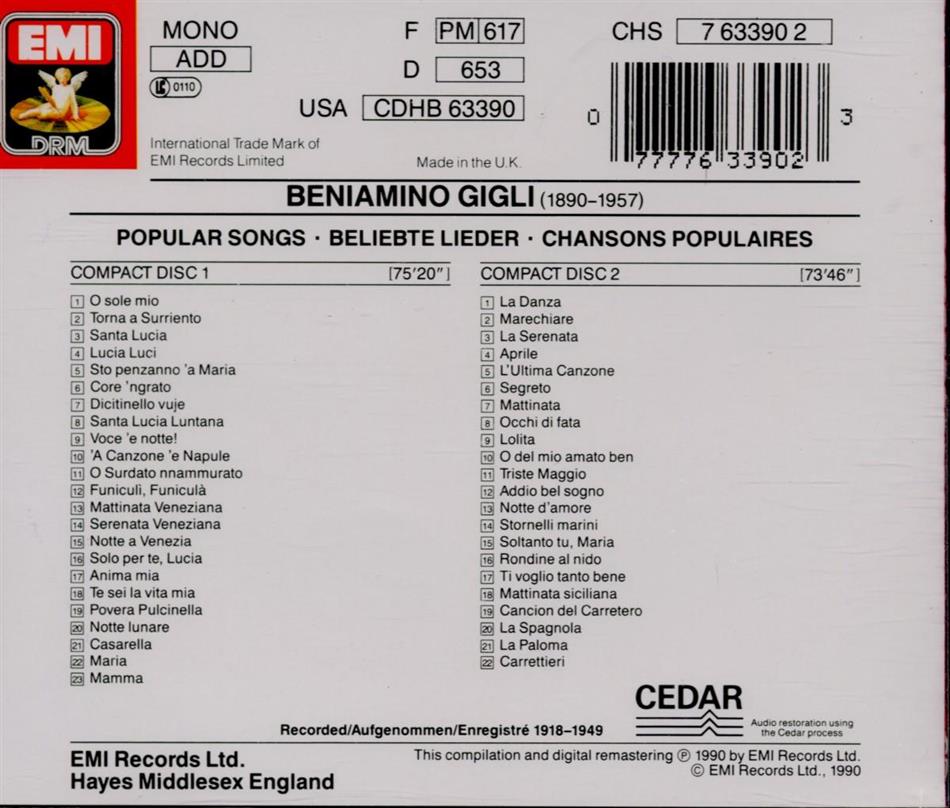 EMI
DRM
MONO
ADD
LC 0110
International Trade Mark of
EMI Records Limited
F PM 617
D 653
USA CDHB 63390
Made in the U.K.
CHS 7 63390 2
0 77776 33902 3
BENIAMINO GIGLI (1890–1957)
POPULAR SONGS · BELIEBTE LIEDER · CHANSONS POPULAIRES
COMPACT DISC 1 [75'20"]
1 O sole mio
2 Torna a Surriento
3 Santa Lucia
4 Lucia Luci
5 Sto penzanno 'a Maria
6 Core 'ngrato
7 Dicitinello vuje
8 Santa Lucia Luntana
9 Voce 'e notte!
10 'A Canzone 'e Napule
11 O Surdato nnammurato
12 Funiculì, Funiculà
13 Mattinata Veneziana
14 Serenata Veneziana
15 Notte a Venezia
16 Solo per te, Lucia
17 Anima mia
18 Te sei la vita mia
19 Povera Pulcinella
20 Notte lunare
21 Casarella
22 Maria
23 Mamma
COMPACT DISC 2 [73'46"]
1 La Danza
2 Marechiare
3 La Serenata
4 Aprile
5 L'Ultima Canzone
6 Segreto
7 Mattinata
8 Occhi di fata
9 Lolita
10 O del mio amato ben
11 Triste Maggio
12 Addio bel sogno
13 Notte d'amore
14 Stornelli marini
15 Soltanto tu, Maria
16 Rondine al nido
17 Ti voglio tanto bene
18 Mattinata siciliana
19 Cancion del Carretero
20 La Spagnola
21 La Paloma
22 Carrettieri
CEDAR
Audio restoration using
the Cedar process
Recorded/Aufgenommen/Enregistré 1918–1949
EMI Records Ltd.
Hayes Middlesex England
This compilation and digital remastering ℗ 1990 by EMI Records Ltd.
© EMI Records Ltd., 1990